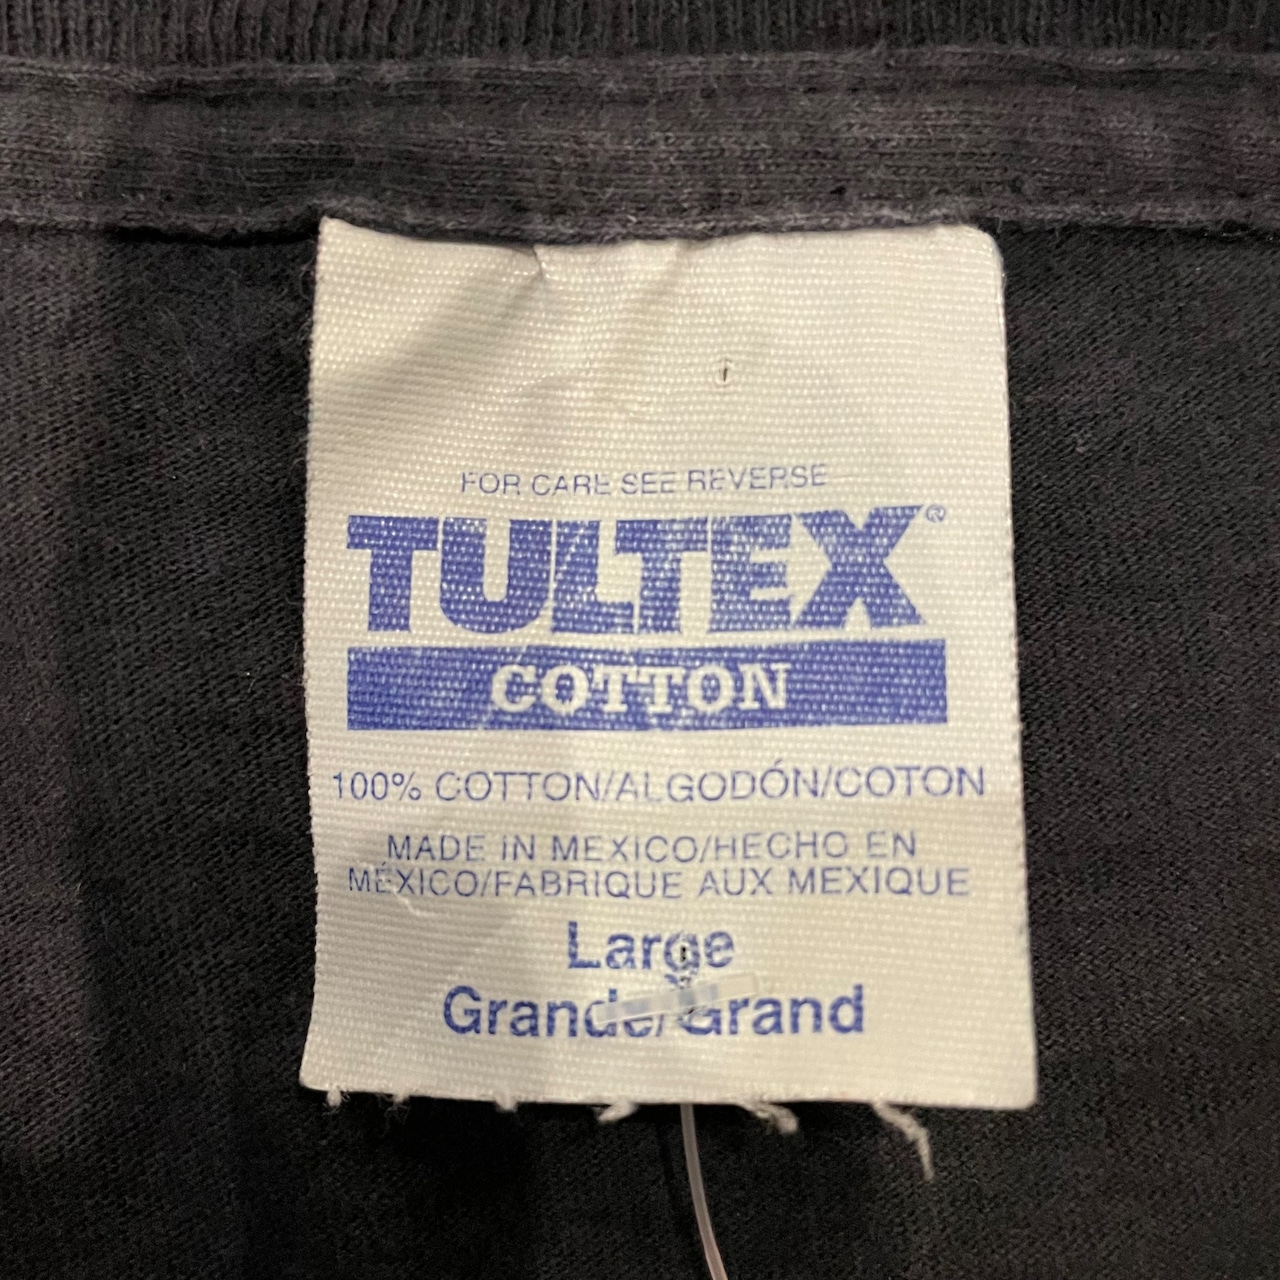 FOR CARE SEE REVERSE
TULTEX®
COTTON
100% COTTON/ALGODÓN/COTON
MADE IN MEXICO/HECHO EN
MÉXICO/FABRIQUE AUX MEXIQUE
Large
Grande/Grand